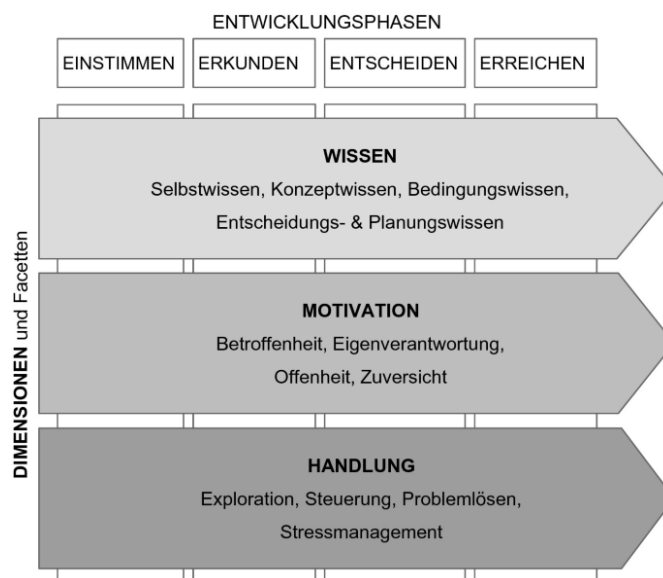 ENTWICKLUNGSPHASEN
EINSTIMMEN
ERKUNDEN
ENTSCHEIDEN
ERREICHEN
DIMENSIONEN und Facetten
WISSEN
Selbstwissen, Konzeptwissen, Bedingungswissen,
Entscheidungs- & Planungswissen
MOTIVATION
Betroffenheit, Eigenverantwortung,
Offenheit, Zuversicht
HANDLUNG
Exploration, Steuerung, Problemlösen,
Stressmanagement